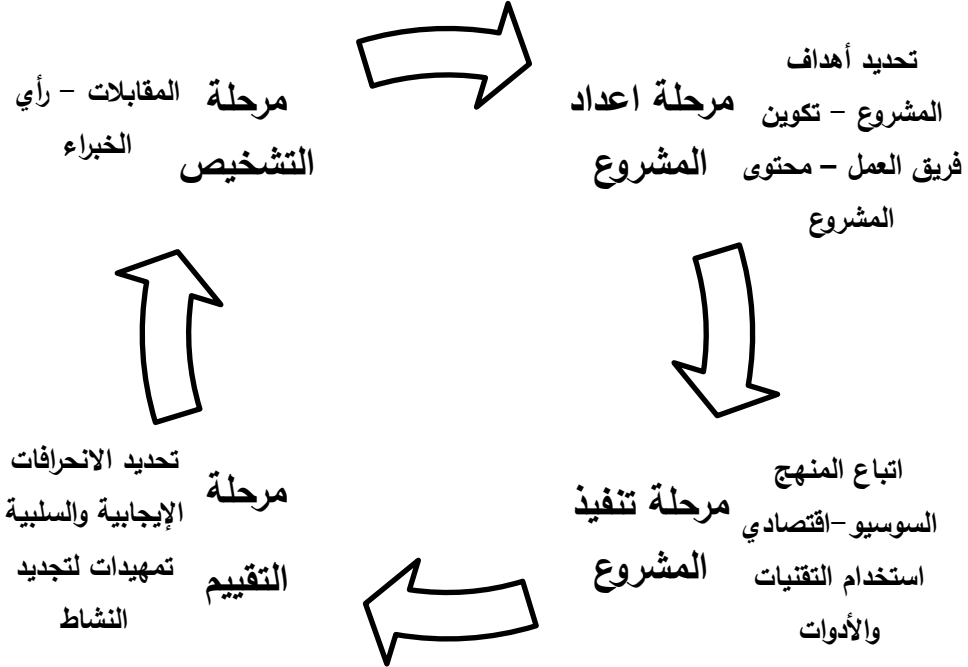 مرحلة
التشخيص
المقابلات – رأي
الخبراء
تحديد أهداف
المشروع – تكوين
فريق العمل – محتوى
المشروع
مرحلة اعداد
المشروع
اتباع المنهج
السوسيو-اقتصادي
استخدام التقنيات
والأدوات
مرحلة تنفيذ
المشروع
مرحلة
التقييم
تحديد الانحرافات
الإيجابية والسلبية
تمهيدات لتجديد
النشاط